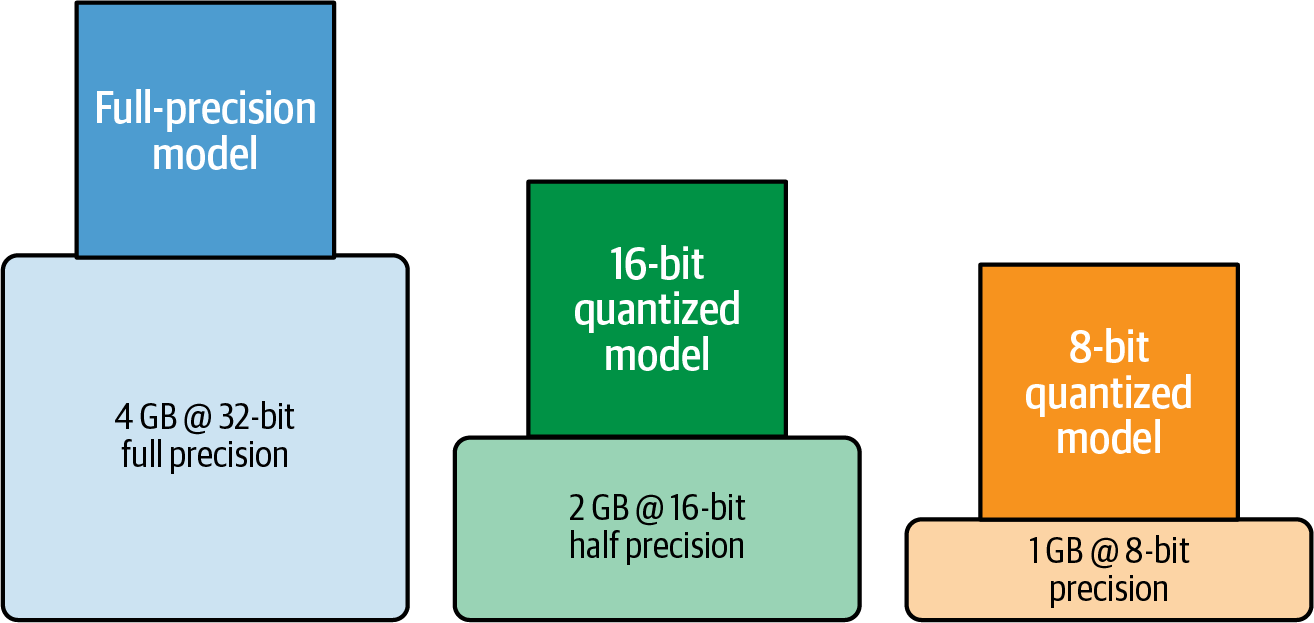 Full-precision
model
4 GB @ 32-bit
full precision
16-bit
quantized
model
2 GB @ 16-bit
half precision
8-bit
quantized
model
1 GB @ 8-bit
precision